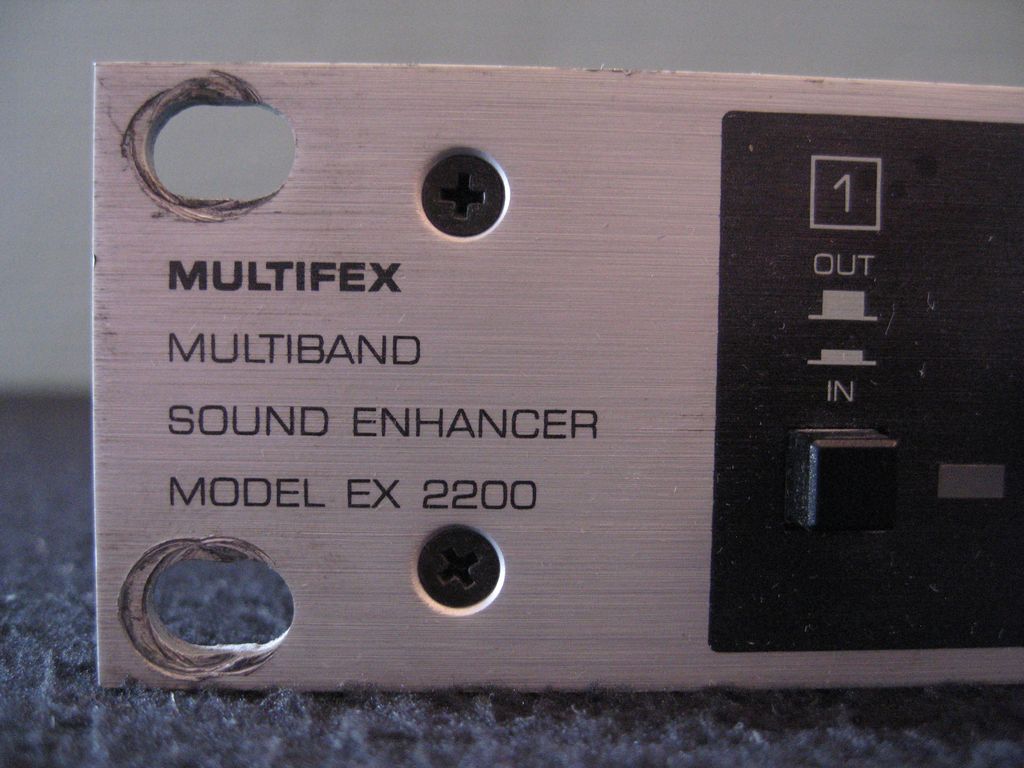 MULTIFEX
MULTIBAND
SOUND ENHANCER
MODEL EX 2200
1
OUT
IN